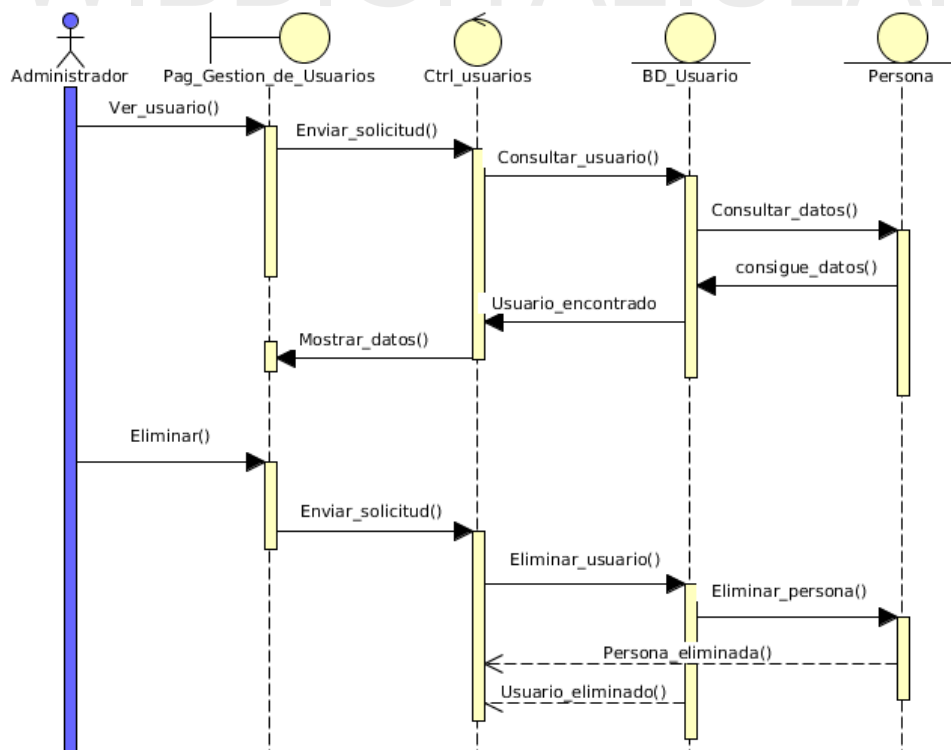 Administrador
Pag_Gestion_de_Usuarios
Ctrl_usuarios
BD_Usuario
Persona
Ver_usuario()
Enviar_solicitud()
Consultar_usuario()
Consultar_datos()
consigue_datos()
Usuario_encontrado
Mostrar_datos()
Eliminar()
Enviar_solicitud()
Eliminar_usuario()
Eliminar_persona()
Persona_eliminada()
Usuario_eliminado()